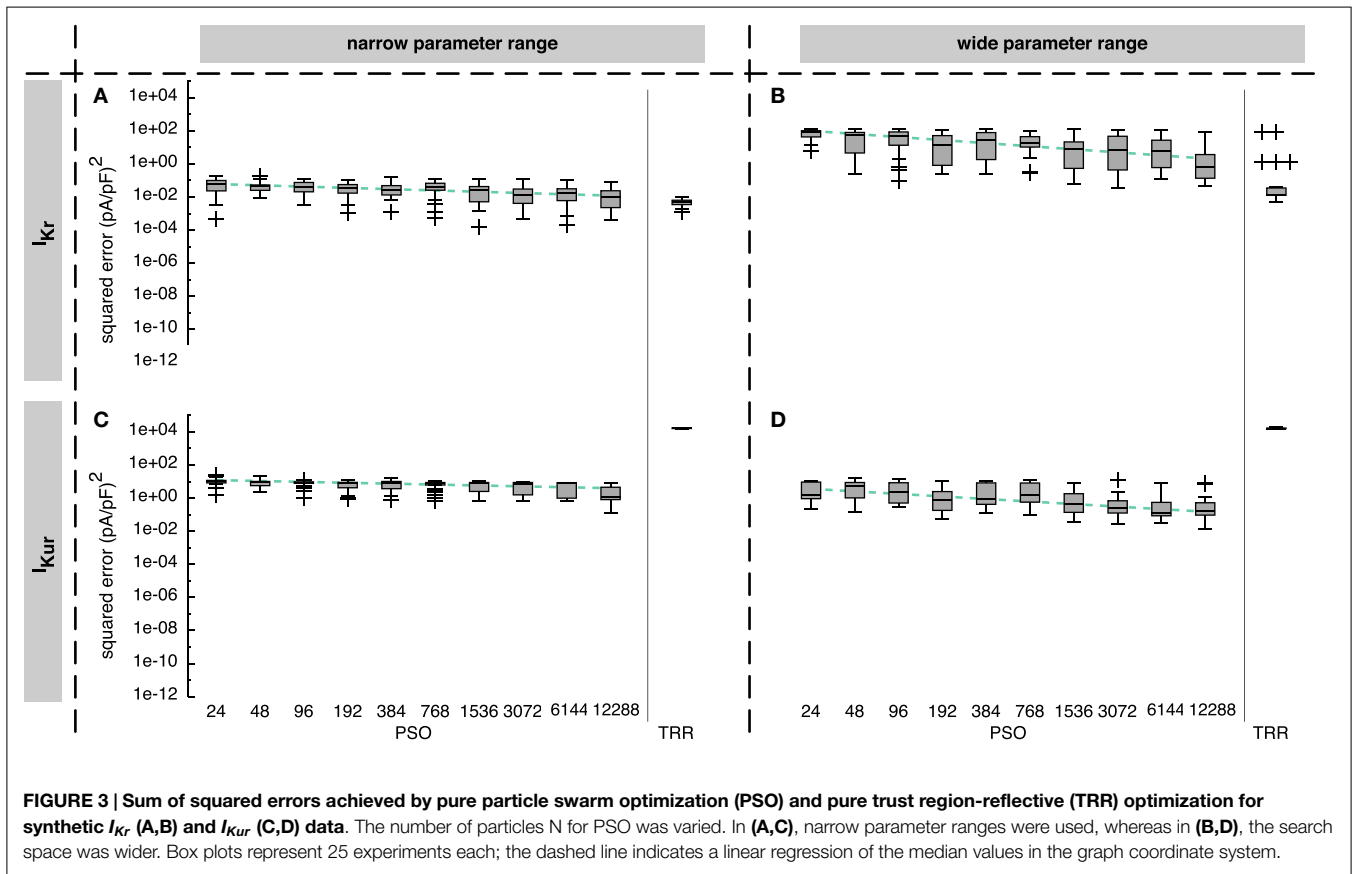 narrow parameter range
wide parameter range
I_Kr
A
squared error (pA/pF)²
1e+04
1e+02
1e+00
1e-02
1e-04
1e-06
1e-08
1e-10
1e-12
B
I_Kur
C
squared error (pA/pF)²
1e+04
1e+02
1e+00
1e-02
1e-04
1e-06
1e-08
1e-10
1e-12
24 48 96 192 384 768 1536 3072 6144 12288
PSO
TRR
D
24 48 96 192 384 768 1536 3072 6144 12288
PSO
TRR
FIGURE 3 | Sum of squared errors achieved by pure particle swarm optimization (PSO) and pure trust region-reflective (TRR) optimization for
synthetic I_Kr (A,B) and I_Kur (C,D) data. The number of particles N for PSO was varied. In (A,C), narrow parameter ranges were used, whereas in (B,D), the search
space was wider. Box plots represent 25 experiments each; the dashed line indicates a linear regression of the median values in the graph coordinate system.